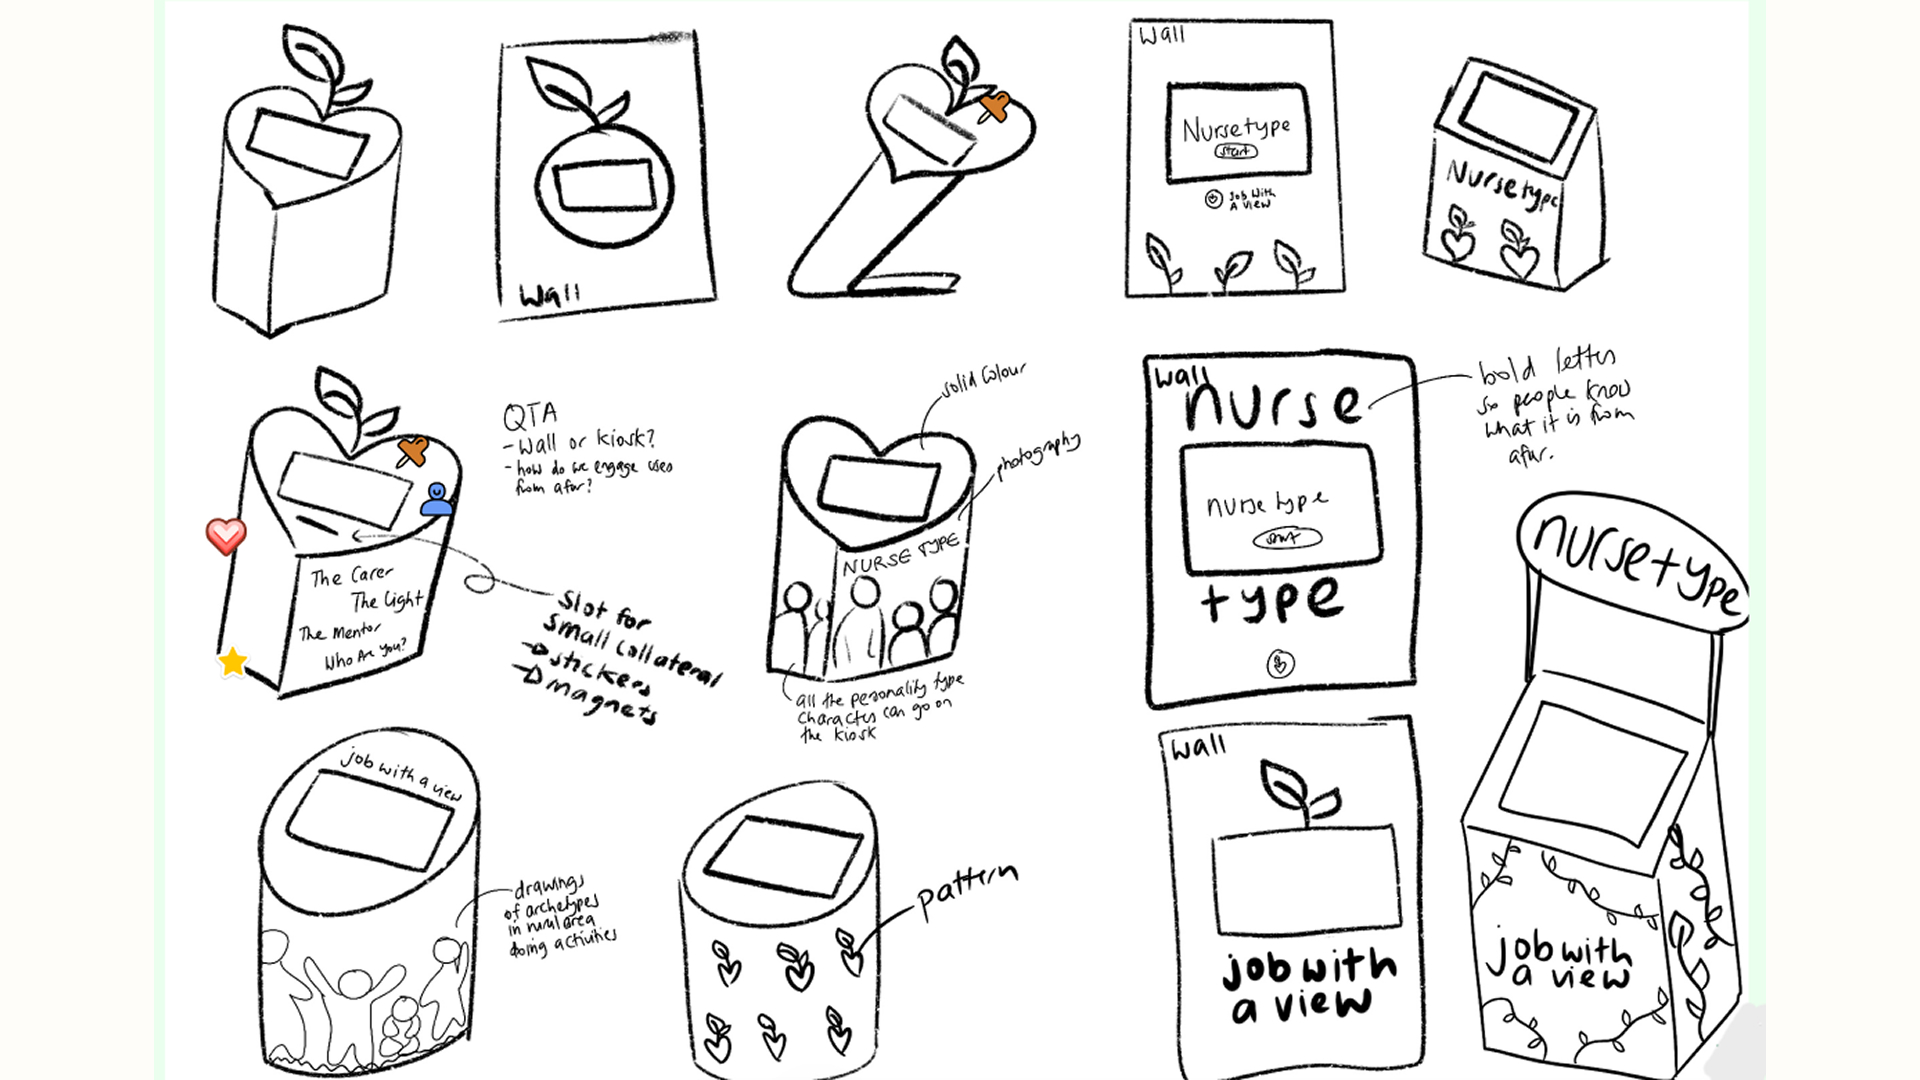 Wall
Wall
Nursetype
start
Job With
A View
Nursetype
The Carer
The Light
The Mentor
Who Are You?
QTA
- Wall or kiosk?
- how do we engage users
from afar?
Slot for
small collateral
→ stickers
→ magnets
solid colour
photography
NURSE TYPE
all the personality type
characters can go on
the kiosk
Wall
nurse
nurse type
start
type
bold letters
so people know
what it is from
afar.
nursetype
job with a view
drawings
of archetypes
in rural area
doing activities
pattern
Wall
job with
a view
job with
a view